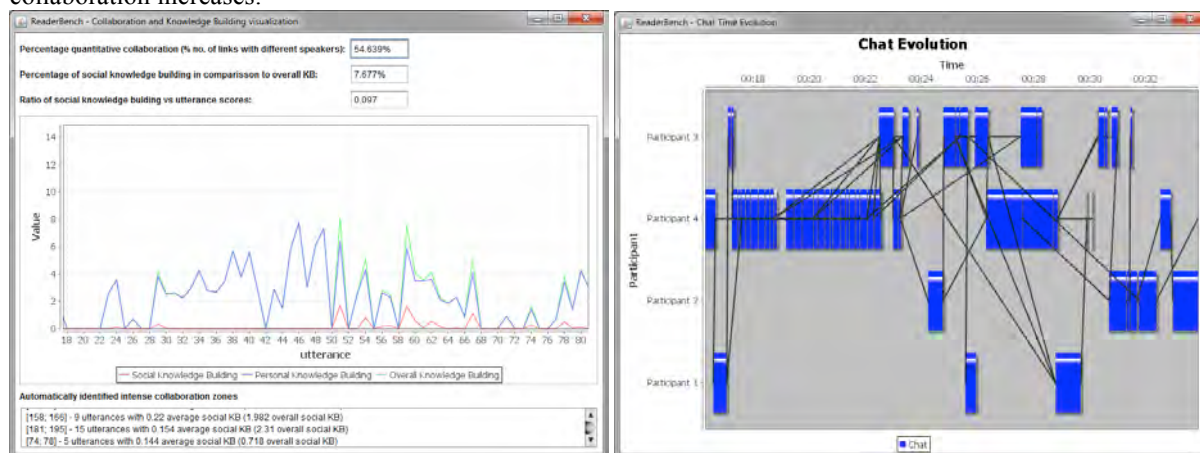 collaboration increases.
ReaderBench - Collaboration and Knowledge Building visualization
Percentage quantitative collaboration (% no. of links with different speakers): 54.639%
Percentage of social knowledge building in comparisson to overall KB: 7.677%
Ratio of social knowledge bulding vs utterance scores: 0.097
14
12
10
8
6
4
2
0
Value
18 20 22 24 26 28 30 32 34 36 38 40 42 44 46 48 50 52 54 56 58 60 62 64 66 68 70 72 74 76 78 80
utterance
Social Knowledge Building Personal Knowledge Building Overall Knowledge Building
Automatically identified intense collaboration zones
[158; 166] - 9 utterances with 0.22 average social KB (1.982 overall social KB)
[181; 195] - 15 utterances with 0.154 average social KB (2.31 overall social KB)
[74; 78] - 5 utterances with 0.144 average social KB (0.718 overall social KB)
ReaderBench - Chat Time Evolution
Chat Evolution
Time
00:18 00:20 00:22 00:24 00:26 00:28 00:30 00:32
Participant 3
Participant 4
Participant 2
Participant 1
Participant
Chat